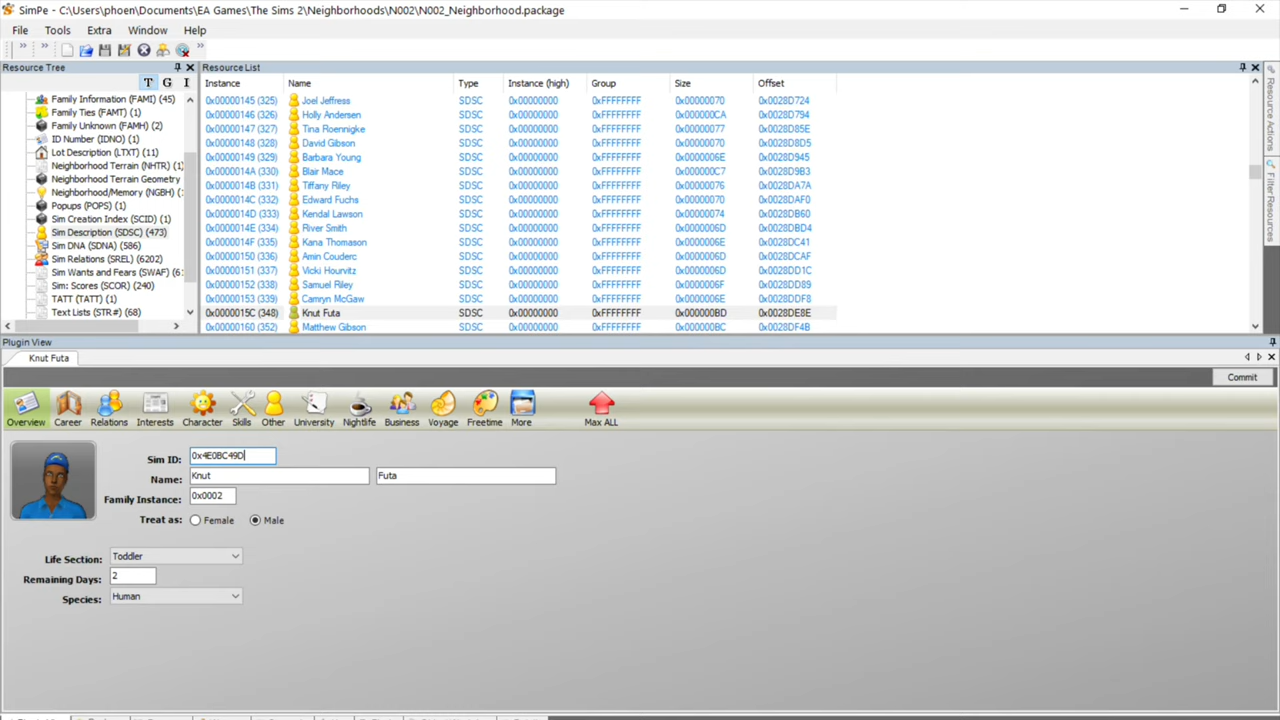 SimPe - C:\Users\phoen\Documents\EA Games\The Sims 2\Neighborhoods\N002\N002_Neighborhood.package
File Tools Extra Window Help
Resource Tree
T G I
Family Information (FAMI) (45)
Family Ties (FAMT) (1)
Family Unknown (FAMH) (2)
ID Number (IDNO) (1)
Lot Description (LTXT) (11)
Neighborhood Terrain (NHTR) (1
Neighborhood Terrain Geometry
Neighborhood/Memory (NGBH) (
Popups (POPS) (1)
Sim Creation Index (SCID) (1)
Sim Description (SDSC) (473)
Sim DNA (SDNA) (586)
Sim Relations (SREL) (6202)
Sim Wants and Fears (SWAF) (6
Sim: Scores (SCOR) (240)
TATT (TATT) (1)
Text Lists (STR#) (68)
Resource List
Instance Name Type Instance (high) Group Size Offset
0x00000145 (325) Joel Jeffress SDSC 0x00000000 0xFFFFFFFF 0x00000070 0x0028D724
0x00000146 (326) Holly Andersen SDSC 0x00000000 0xFFFFFFFF 0x000000CA 0x0028D794
0x00000147 (327) Tina Roennigke SDSC 0x00000000 0xFFFFFFFF 0x00000077 0x0028D85E
0x00000148 (328) David Gibson SDSC 0x00000000 0xFFFFFFFF 0x00000070 0x0028D8D5
0x00000149 (329) Barbara Young SDSC 0x00000000 0xFFFFFFFF 0x0000006E 0x0028D945
0x0000014A (330) Blair Mace SDSC 0x00000000 0xFFFFFFFF 0x000000C7 0x0028D9B3
0x0000014B (331) Tiffany Riley SDSC 0x00000000 0xFFFFFFFF 0x00000076 0x0028DA7A
0x0000014C (332) Edward Fuchs SDSC 0x00000000 0xFFFFFFFF 0x00000070 0x0028DAF0
0x0000014D (333) Kendal Lawson SDSC 0x00000000 0xFFFFFFFF 0x00000074 0x0028DB60
0x0000014E (334) River Smith SDSC 0x00000000 0xFFFFFFFF 0x0000006D 0x0028DBD4
0x0000014F (335) Kana Thomason SDSC 0x00000000 0xFFFFFFFF 0x0000006E 0x0028DC41
0x00000150 (336) Amin Couderc SDSC 0x00000000 0xFFFFFFFF 0x0000006D 0x0028DCAF
0x00000151 (337) Vicki Hourvitz SDSC 0x00000000 0xFFFFFFFF 0x0000006D 0x0028DD1C
0x00000152 (338) Samuel Riley SDSC 0x00000000 0xFFFFFFFF 0x0000006F 0x0028DD89
0x00000153 (339) Camryn McGaw SDSC 0x00000000 0xFFFFFFFF 0x00000096 0x0028DDF8
0x0000015C (348) Knut Futa SDSC 0x00000000 0xFFFFFFFF 0x000000BD 0x0028DE8E
0x00000160 (352) Matthew Gibson SDSC 0x00000000 0xFFFFFFFF 0x000000BC 0x0028DF4B
Resource Actions
Filter Resources
Plugin View
Knut Futa
Commit
Overview Career Relations Interests Character Skills Other University Nightlife Business Voyage Freetime More Max ALL
Sim ID: 0x4E0BC49D
Name: Knut Futa
Family Instance: 0x0002
Treat as: Female Male
Life Section: Toddler
Remaining Days: 2
Species: Human